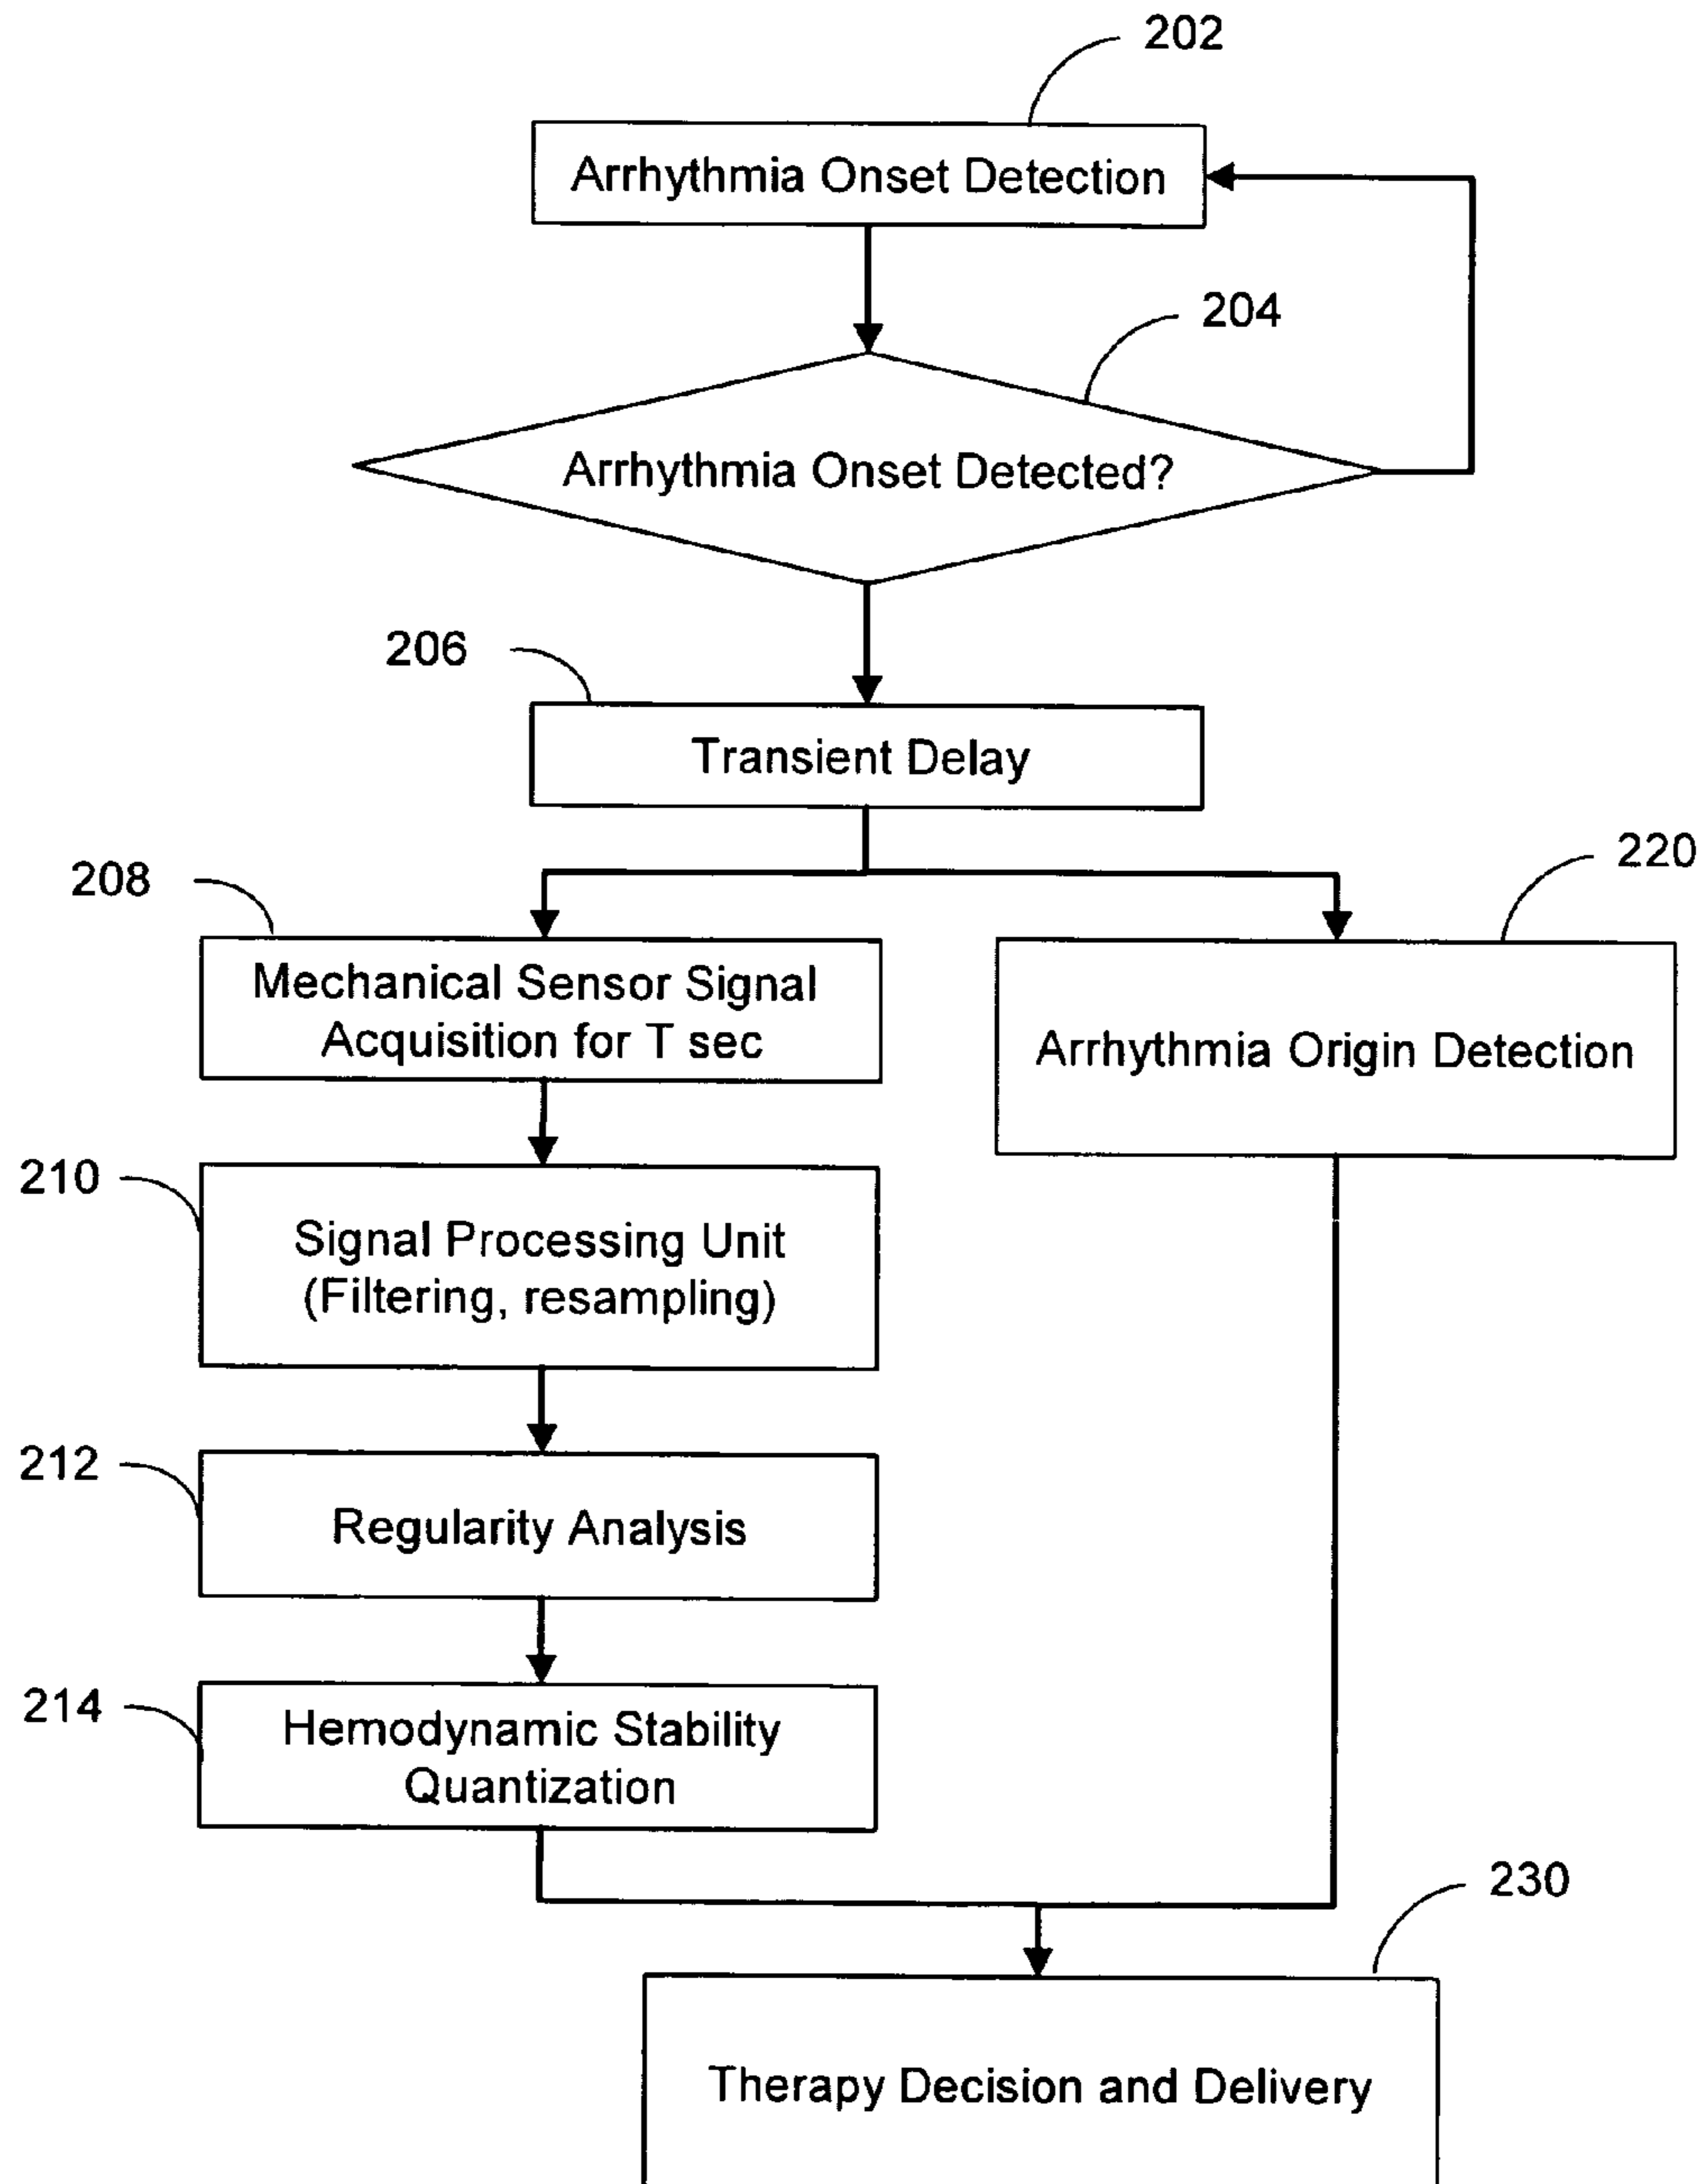 202
Arrhythmia Onset Detection
204
Arrhythmia Onset Detected?
206
Transient Delay
208
220
Mechanical Sensor Signal
Acquisition for T sec
Arrhythmia Origin Detection
210
Signal Processing Unit
(Filtering, resampling)
212
Regularity Analysis
214
Hemodynamic Stability
Quantization
230
Therapy Decision and Delivery